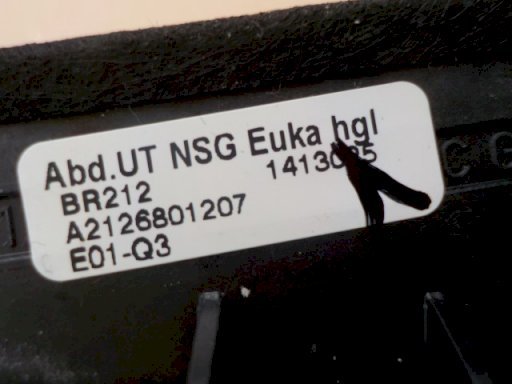 Abd.UT NSG Euka hgl
BR212 
A2126801207
E01-Q3